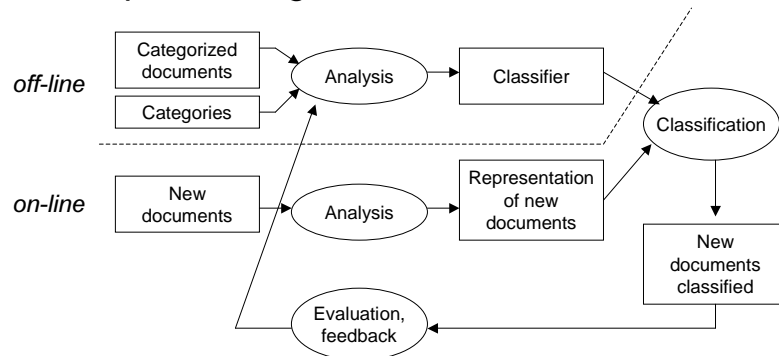 Categorized
documents
Categories
off-line
Analysis
Classifier
Classification
on-line
New
documents
Analysis
Representation
of new
documents
New
documents
classified
Evaluation,
feedback